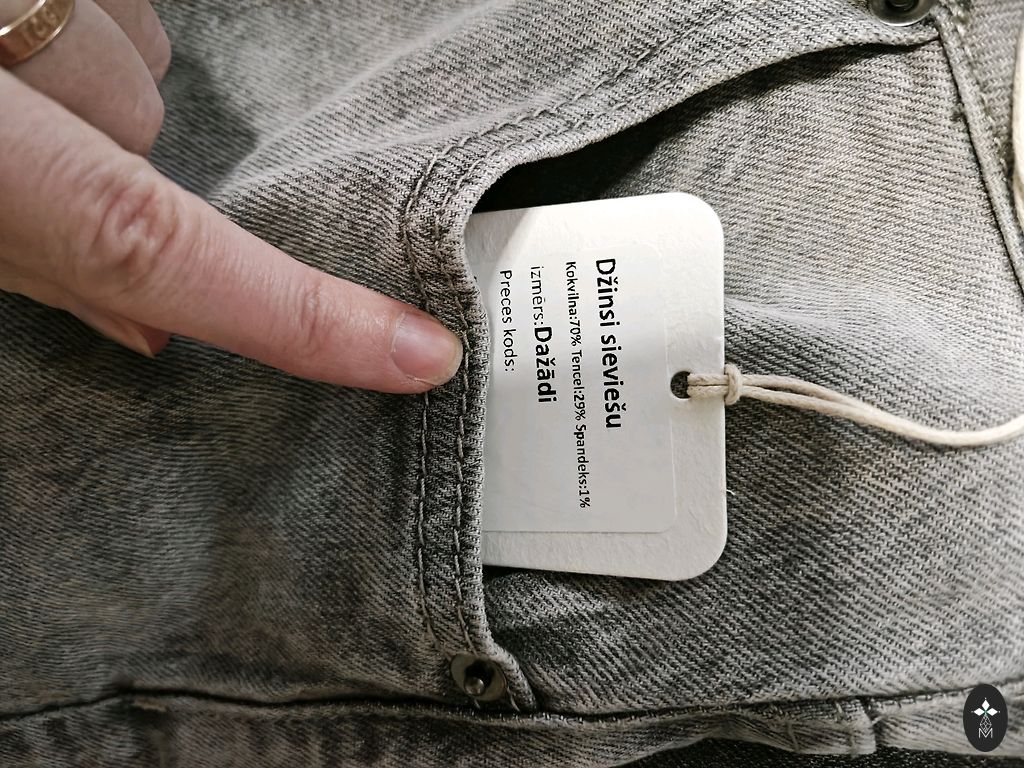 Džinsi sieviešu
Kokvilna:70% Tencel:29% Spandeks:1%
izmērs:Dažādi
Preces kods:
M